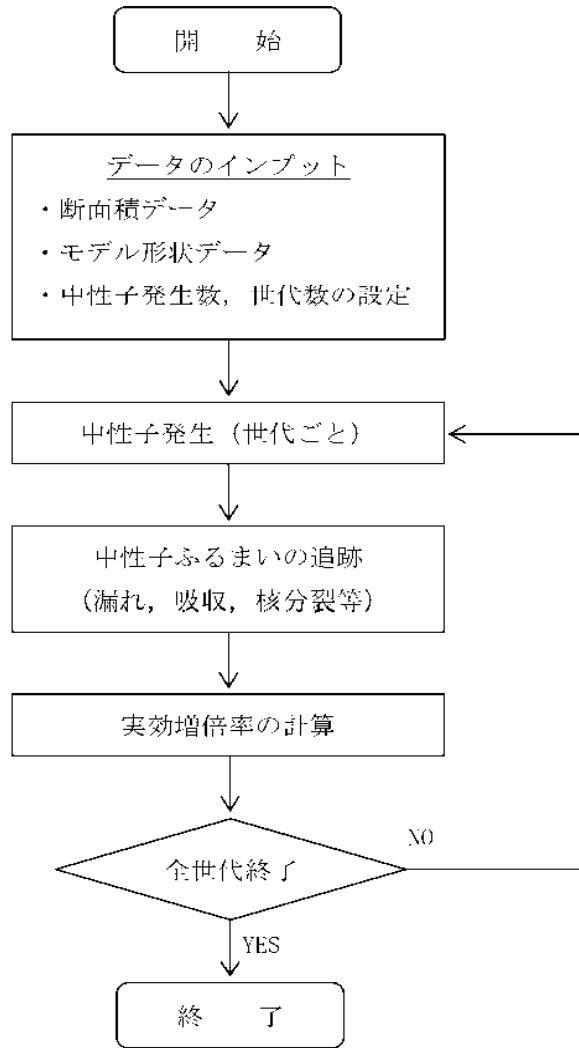 開 始
データのインプット
・断面積データ
・モデル形状データ
・中性子発生数，世代数の設定
中性子発生（世代ごと）
中性子ふるまいの追跡
（漏れ，吸収，核分裂等）
実効増倍率の計算
全世代終了
NO
YES
終 了